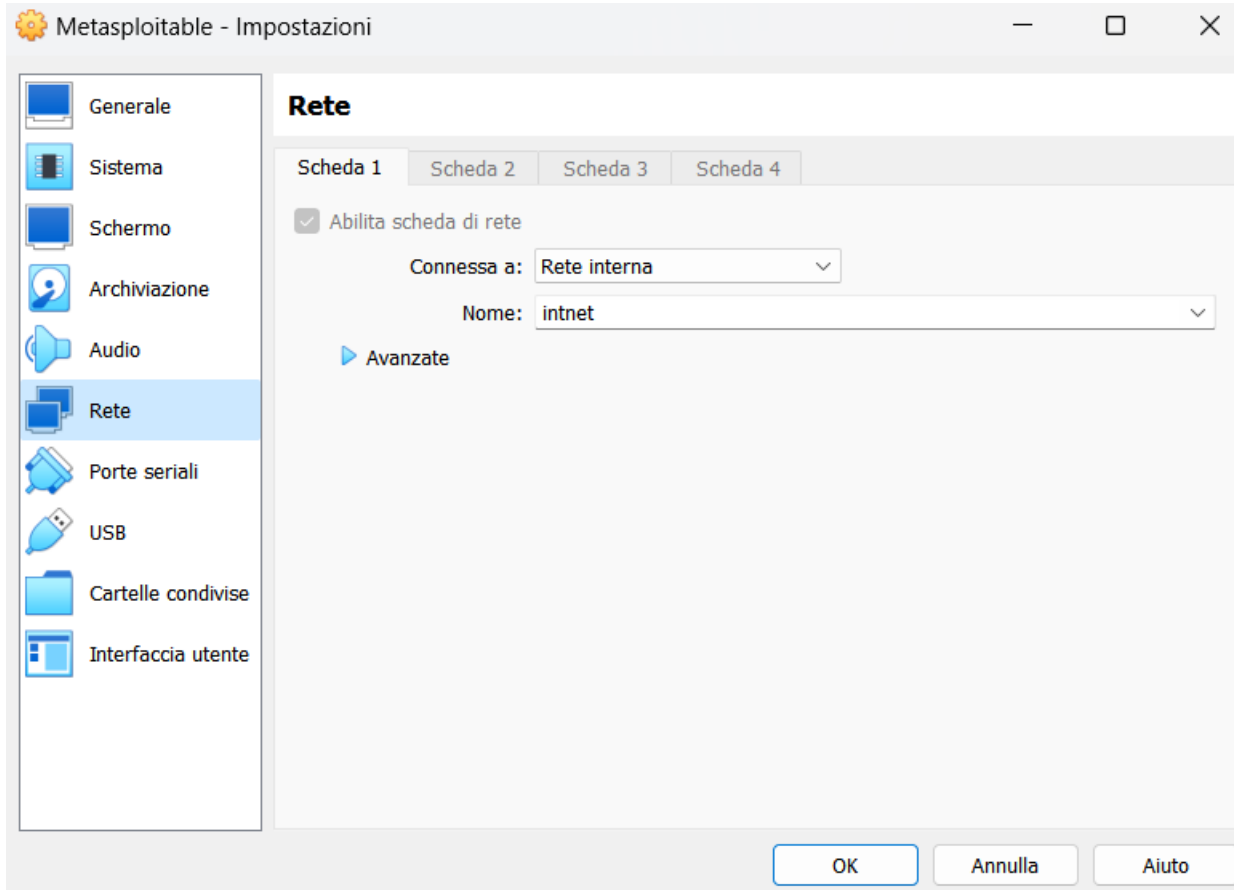 Metasploitable - Impostazioni
Generale
Sistema
Schermo
Archiviazione
Audio
Rete
Porte seriali
USB
Cartelle condivise
Interfaccia utente
Rete
Scheda 1 Scheda 2 Scheda 3 Scheda 4
Abilita scheda di rete
Connessa a: Rete interna
Nome: intnet
Avanzate
OK Annulla Aiuto